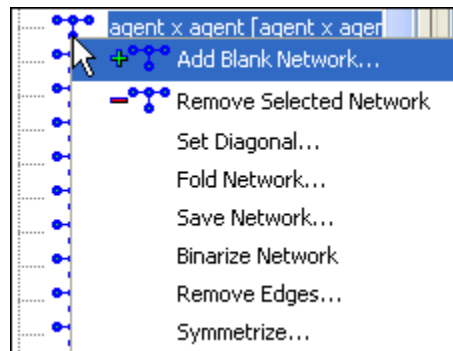 agent x agent [agent x agen
Add Blank Network...
Remove Selected Network
Set Diagonal...
Fold Network...
Save Network...
Binarize Network
Remove Edges...
Symmetrize...